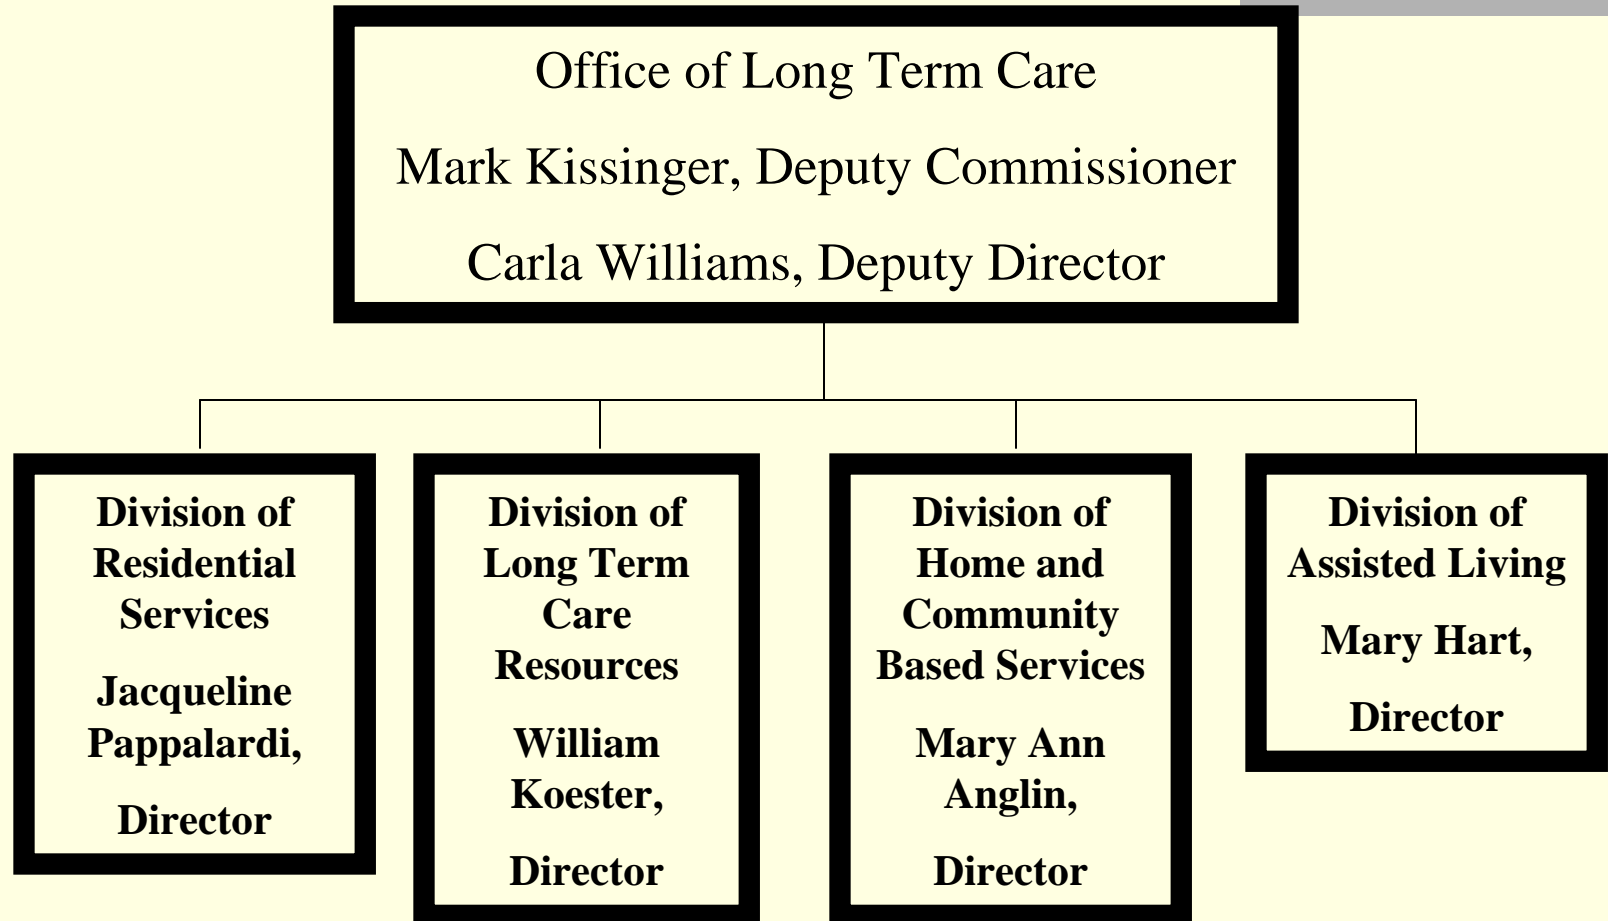 Office of Long Term Care
Mark Kissinger, Deputy Commissioner
Carla Williams, Deputy Director
Division of
Residential
Services
Jacqueline
Pappalardi,
Director
Division of
Long Term
Care
Resources
William
Koester,
Director
Division of
Home and
Community
Based Services
Mary Ann
Anglin,
Director
Division of
Assisted Living
Mary Hart,
Director